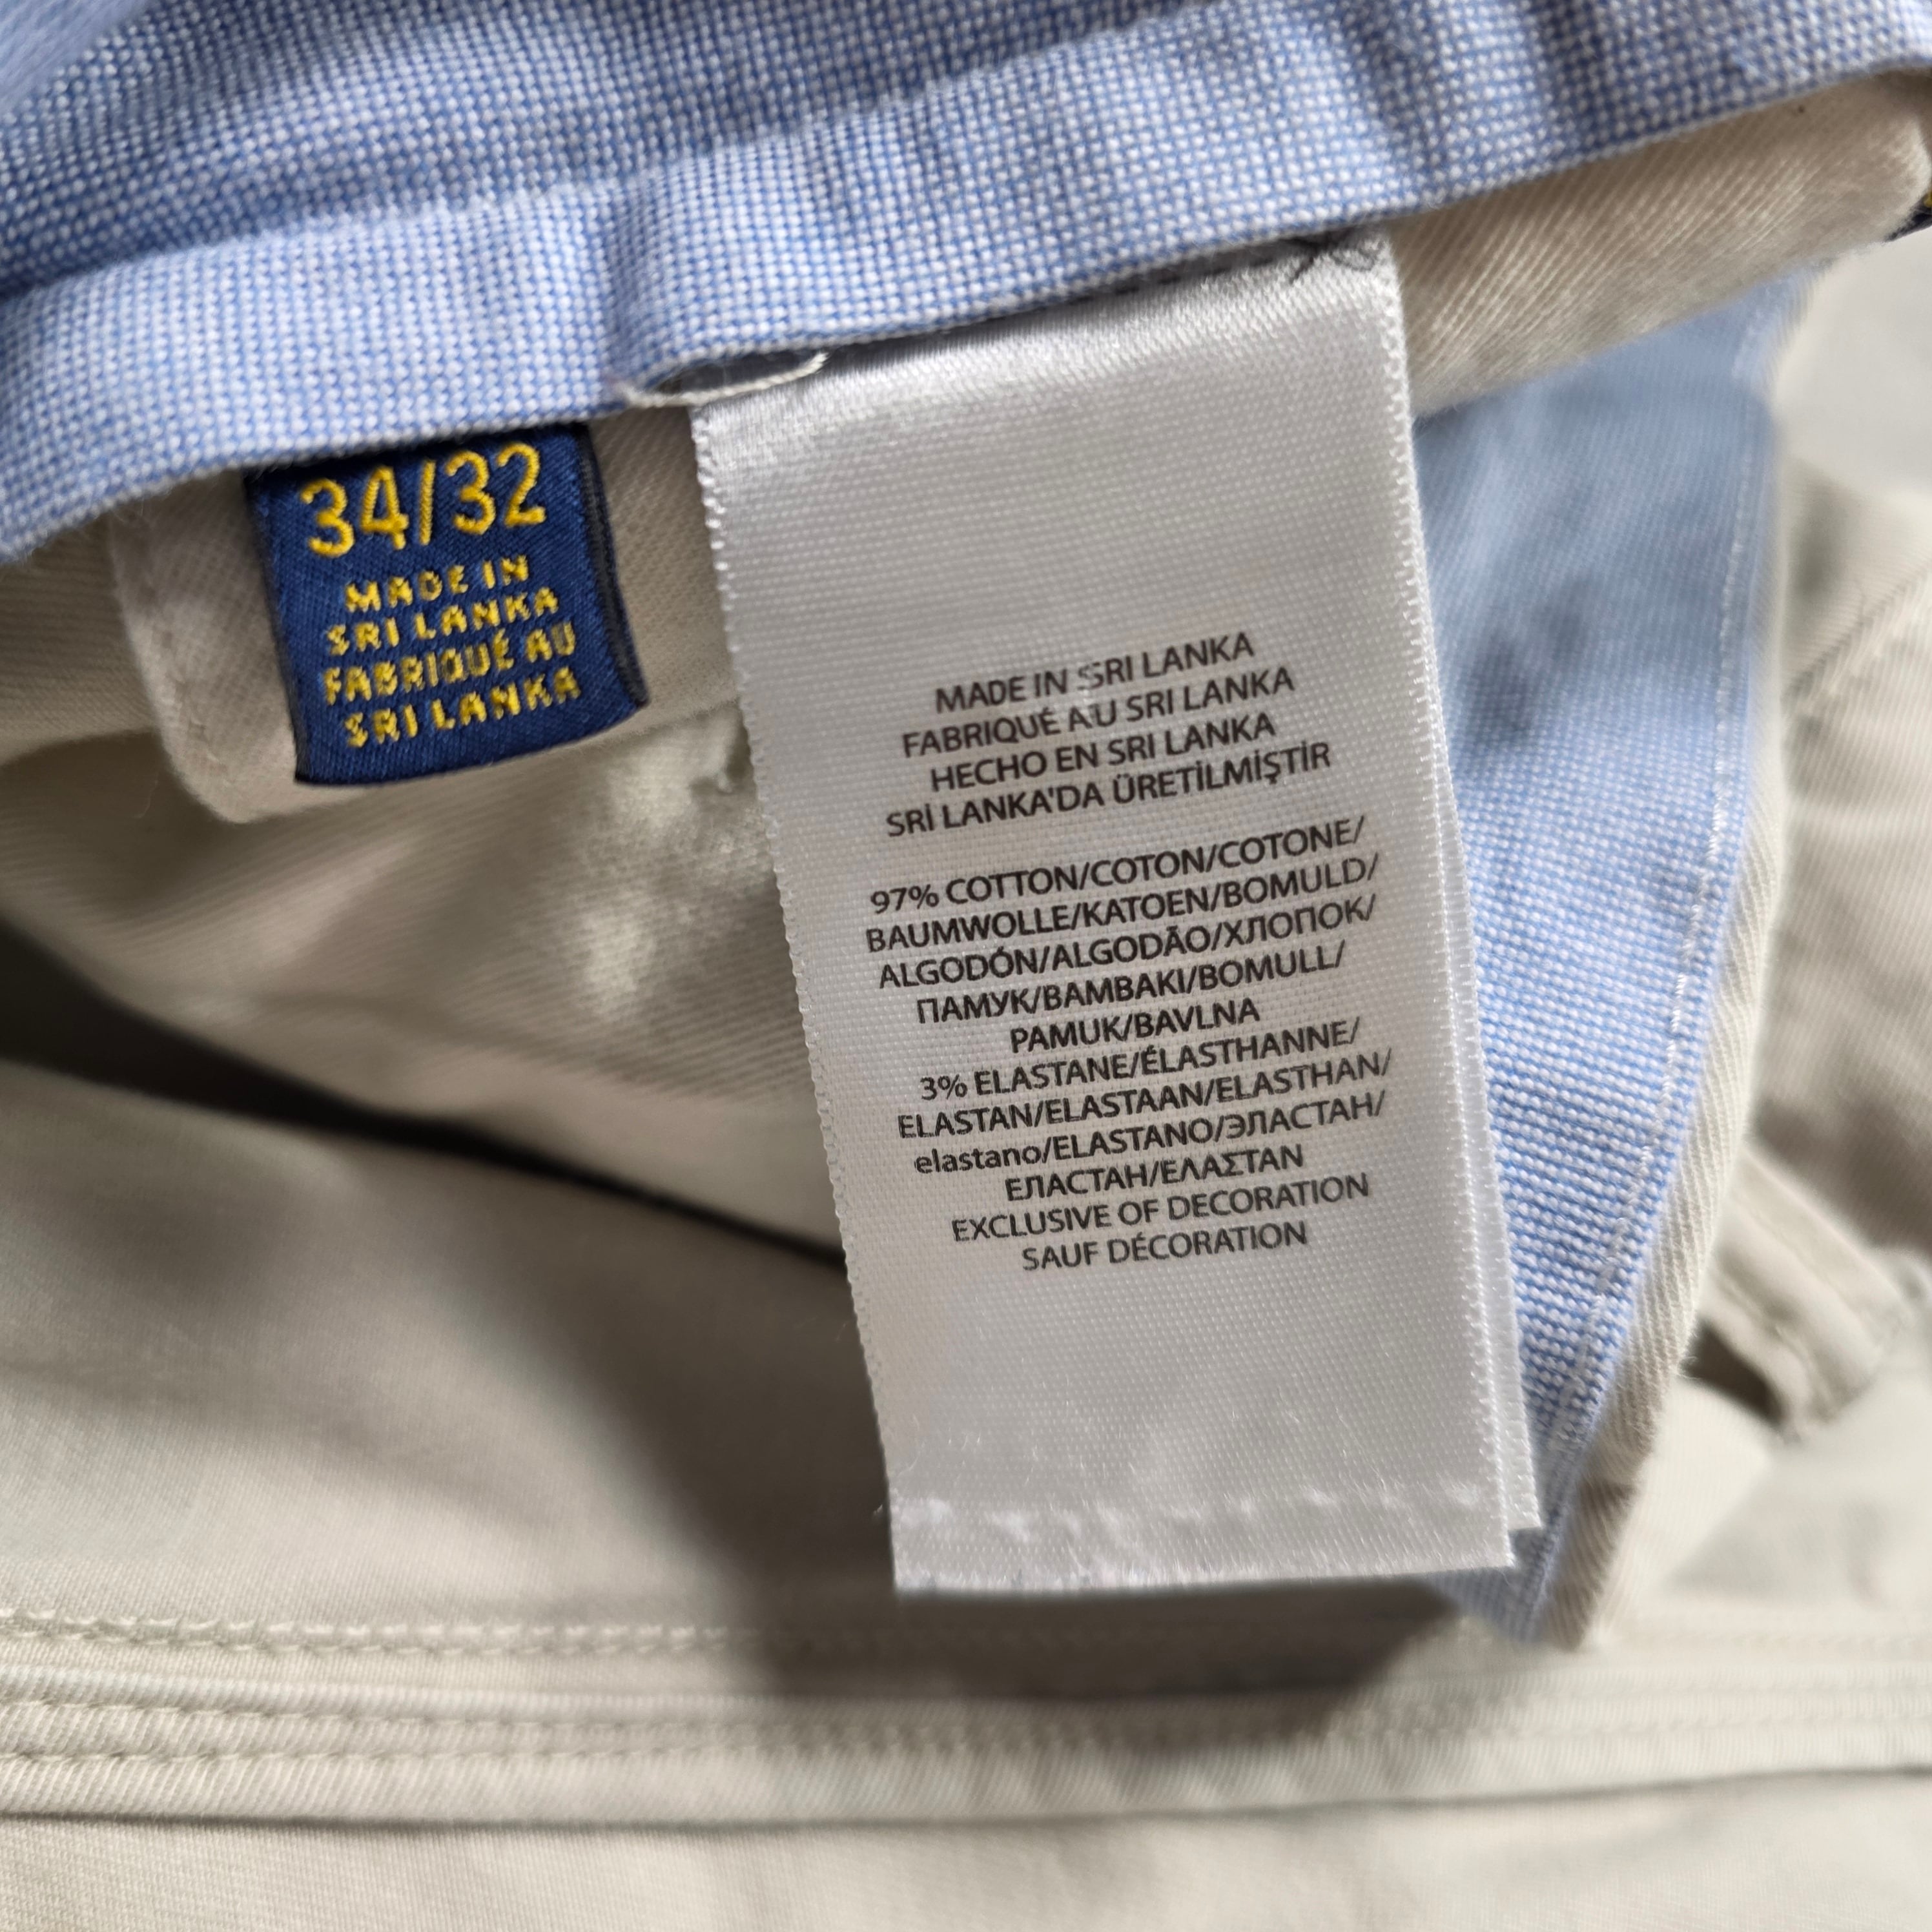 34/32
MADE IN
SRI LANKA
FABRIQUÉ AU
SRI LANKA
MADE IN SRI LANKA
FABRIQUÉ AU SRI LANKA
HECHO EN SRI LANKA
SRİ LANKA'DA ÜRETİLMİŞTİR
97% COTTON/COTON/COTONE/
BAUMWOLLE/KATOEN/BOMULD/
ALGODÓN/ALGODÃO/ХЛОПОК/
ПАМУК/BAMBAKI/BOMULL/
PAMUK/BAVLNA
3% ELASTANE/ÉLASTHANNE/
ELASTAN/ELASTAAN/ELASTHAN/
elastano/ELASTANO/ЭЛАСТАН/
ЕЛАСТАН/ΕΛΑΣΤΑΝ
EXCLUSIVE OF DECORATION
SAUF DÉCORATION